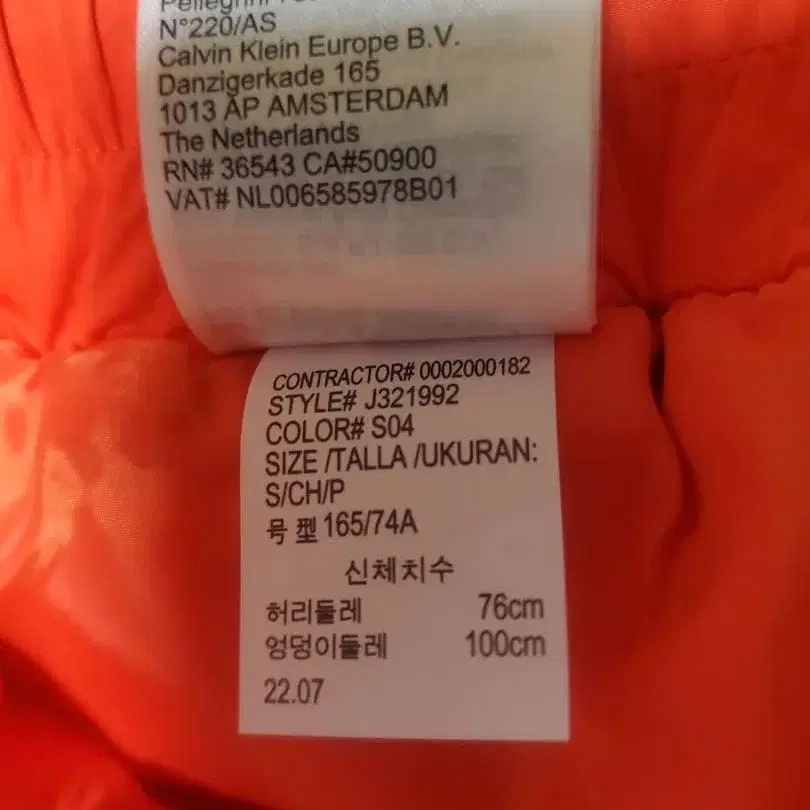 N°220/AS
Calvin Klein Europe B.V.
Danzigerkade 165
1013 AP AMSTERDAM
The Netherlands
RN# 36543 CA#50900
VAT# NL006585978B01
CONTRACTOR# 0002000182
STYLE# J321992
COLOR# S04
SIZE /TALLA /UKURAN:
S/CH/P
号 型 165/74A
신체치수
허리둘레 76cm
엉덩이둘레 100cm
22.07